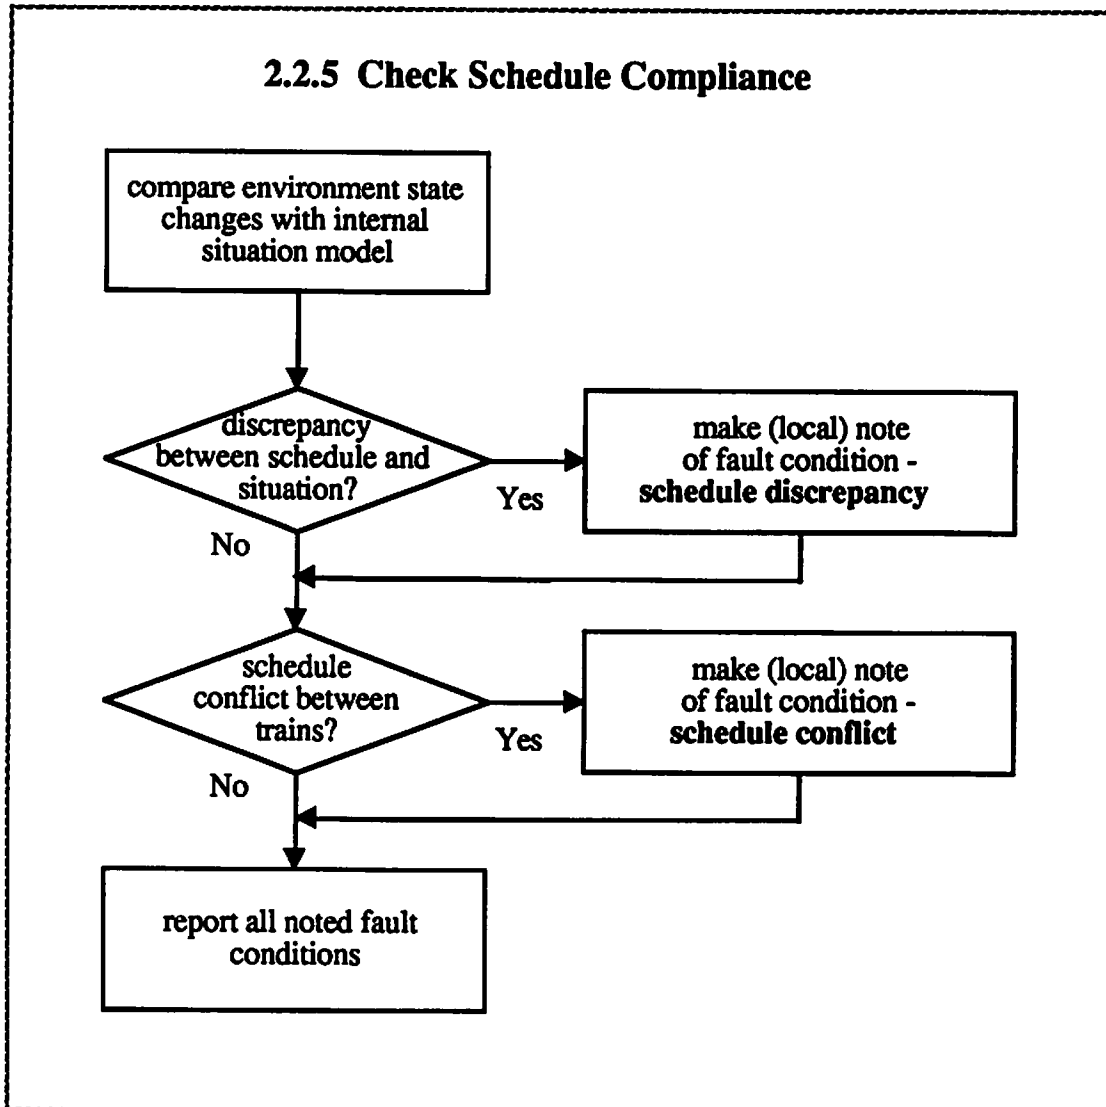 2.2.5 Check Schedule Compliance
compare environment state
changes with internal
situation model
discrepancy
between schedule and
situation?
Yes
No
make (local) note
of fault condition -
schedule discrepancy
schedule
conflict between
trains?
Yes
No
make (local) note
of fault condition -
schedule conflict
report all noted fault
conditions